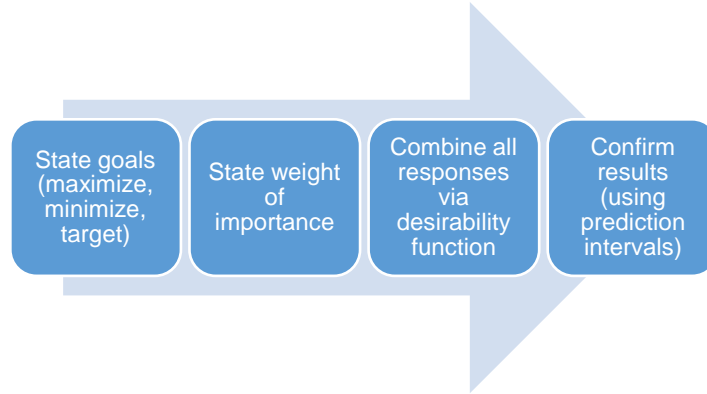 State goals
(maximize,
minimize,
target)
State weight
of
importance
Combine all
responses
via
desirability
function
Confirm
results
(using
prediction
intervals)